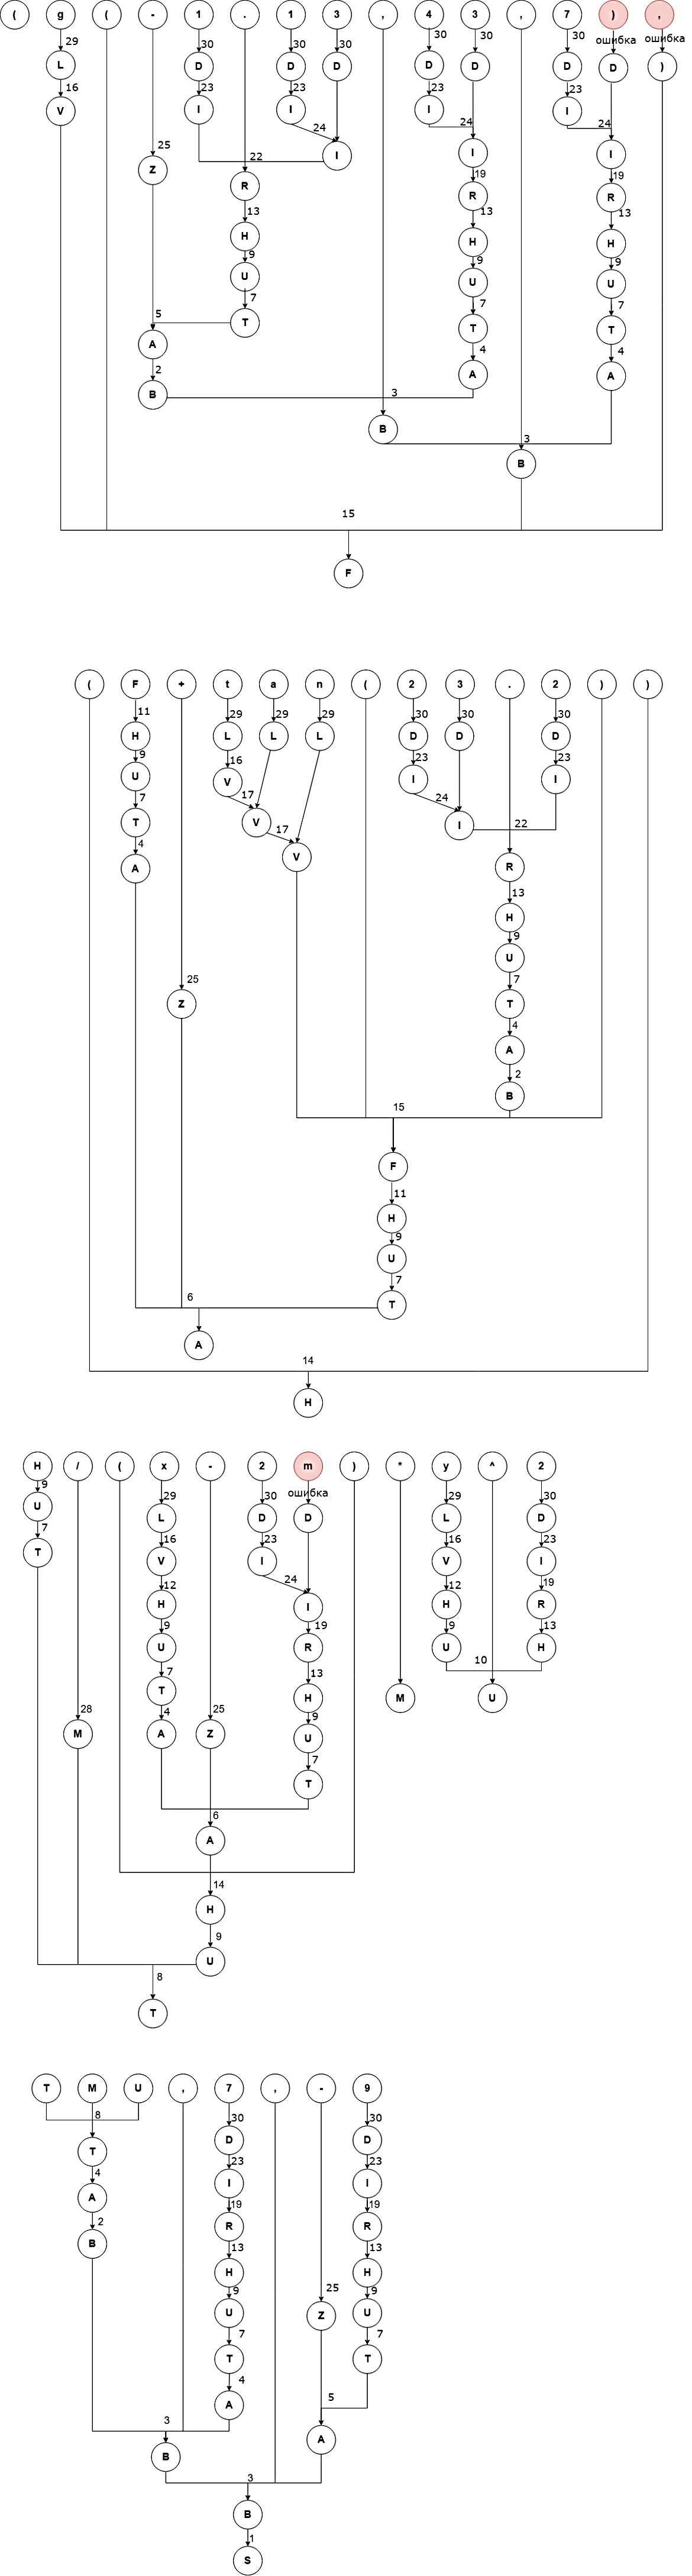 ( g ( - 1 . 1 3 , 4 3 , 7 ) ,
29 30 30 30 30 30 30 ошибка ошибка
L D D D D D D D )
16 23 23 23 23
V I I I I
24 24 24
25 22 I I I
Z R 19 19
R R
13 13 13
H H H
9 9 9
U U U
7 7 7
5 T T T
A 4 4
2 A A
B 3
B 3
B
15
F
( F + t a n ( 2 3 . 2 ) )
11 29 29 29 30 30 30
H L L L D D D
9 16 23 23
U V I I
7 17 24
T V I 22
4 17
A V R
13
H
9
25 U
Z 7
T
4
A
2
B
15
F
11
H
9
U
7
6 T
A
14
H
H / ( x - 2 m ) * y ^ 2
9 29 30 ошибка 29 30
U L D D L D
7 16 23 16 23
T V I V I
12 24 12 19
H I H R
9 19 9 13
U R U H
7 13 10
T H M U
4 9
28 A 25 U
M Z 7
T
6
A
14
H
9
U
8
T
T M U , 7 , - 9
8 30 30
T D D
4 23 23
A I I
2 19 19
B R R
13 13
H H
9 25 9
U Z U
7 7
T T
4 5
A
3 A
B
3
B
1
S